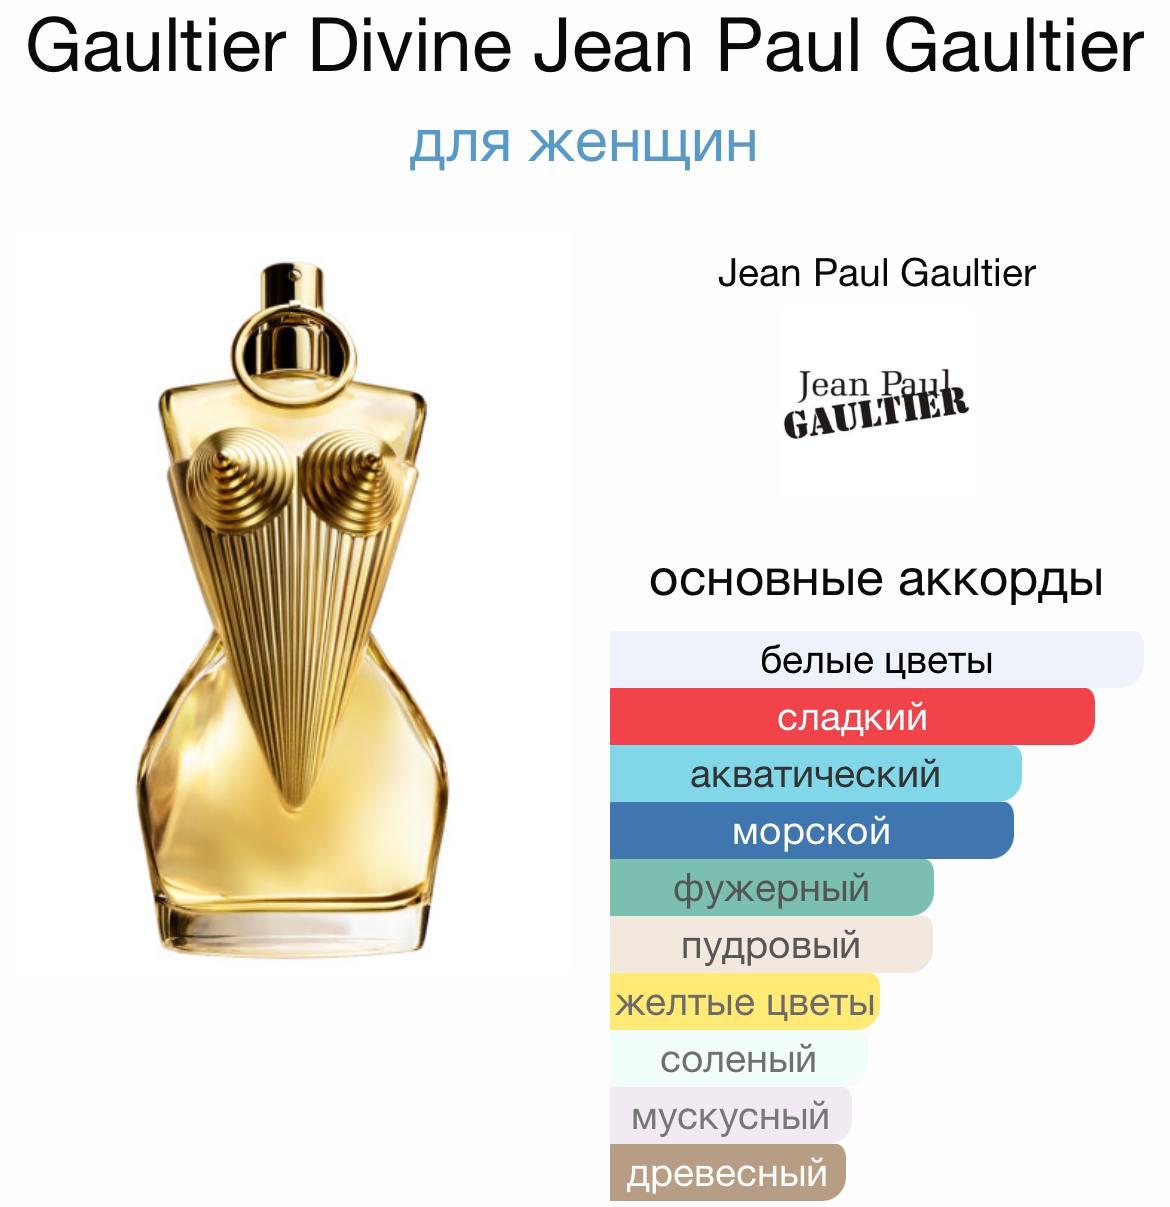 Gaultier Divine Jean Paul Gaultier
для женщин
Jean Paul Gaultier
Jean Paul
GAULTIER
основные аккорды
белые цветы
сладкий
акватический
морской
фужерный
пудровый
желтые цветы
соленый
мускусный
древесный